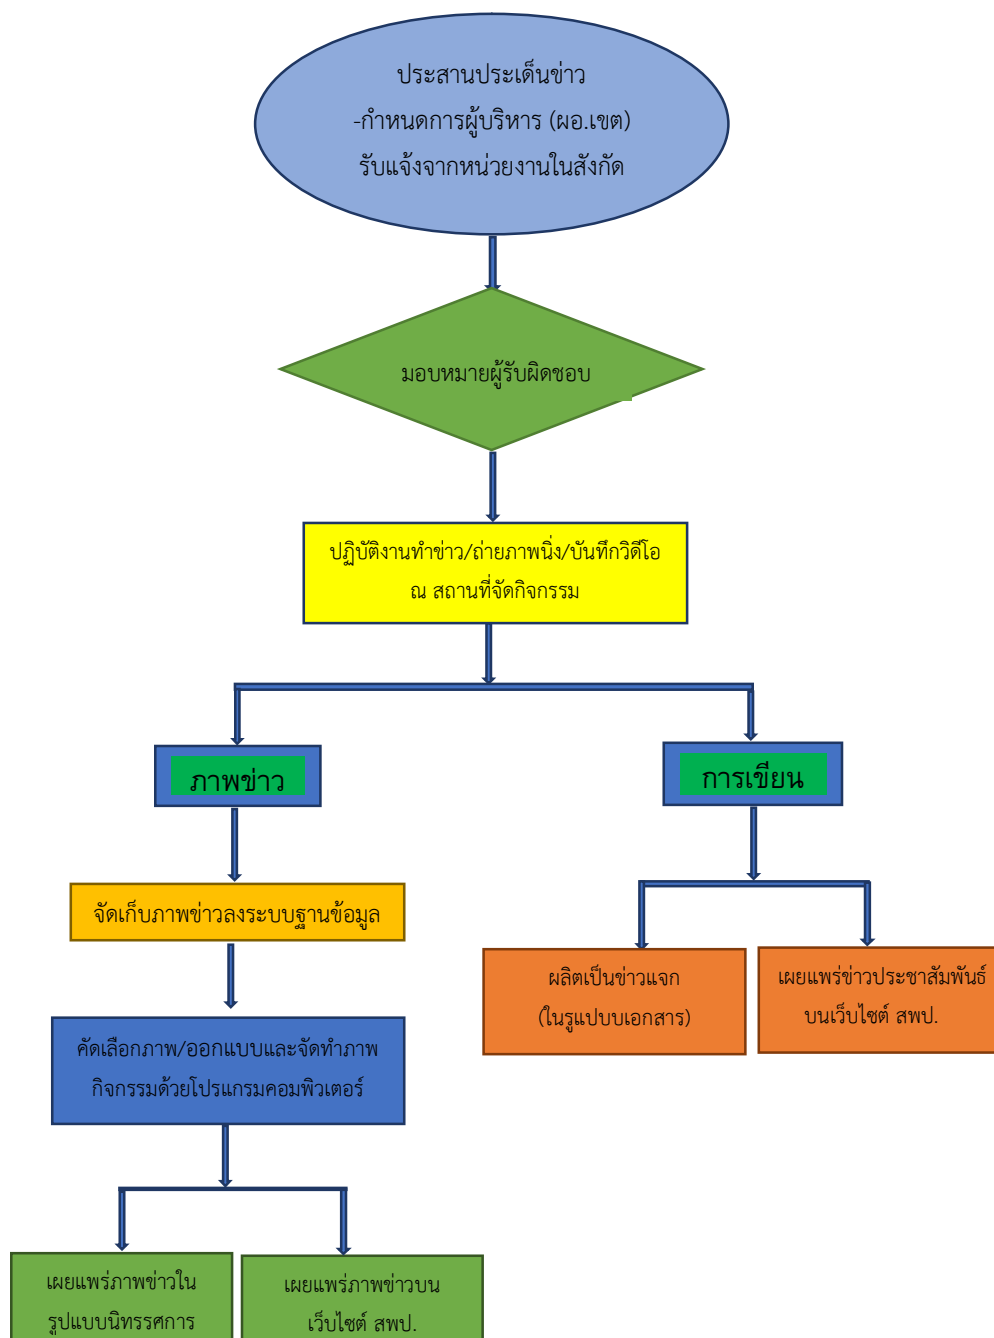 ประสานประเด็นข่าว
-กำหนดการผู้บริหาร (ผอ.เขต)
รับแจ้งจากหน่วยงานในสังกัด
มอบหมายผู้รับผิดชอบ
ปฏิบัติงานทำข่าว/ถ่ายภาพนิ่ง/บันทึกวิดีโอ
ณ สถานที่จัดกิจกรรม
ภาพข่าว
จัดเก็บภาพข่าวลงระบบฐานข้อมูล
คัดเลือกภาพ/ออกแบบและจัดทำภาพ
กิจกรรมด้วยโปรแกรมคอมพิวเตอร์
เผยแพร่ภาพข่าวใน
รูปแบบนิทรรศการ
เผยแพร่ภาพข่าวบน
เว็บไซต์ สพป.
การเขียน
ผลิตเป็นข่าวแจก
(ในรูแปบบเอกสาร)
เผยแพร่ข่าวประชาสัมพันธ์
บนเว็บไซต์ สพป.